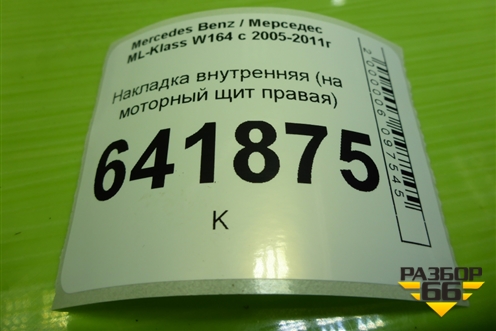 Mercedes Benz / Мерседес
ML-Klass W164 с 2005-2011г
Накладка внутренняя (на
моторный щит правая)
641875
К
2000006097545
РАЗБОР
66